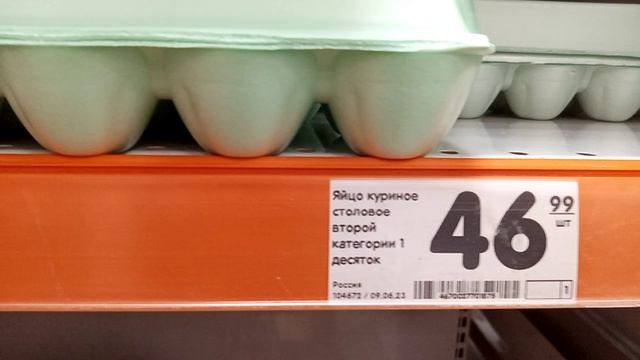 Яйцо куриное
столовое
второй
категории 1
десяток
46 99
шт
Россия
104672 / 09.06.23
1